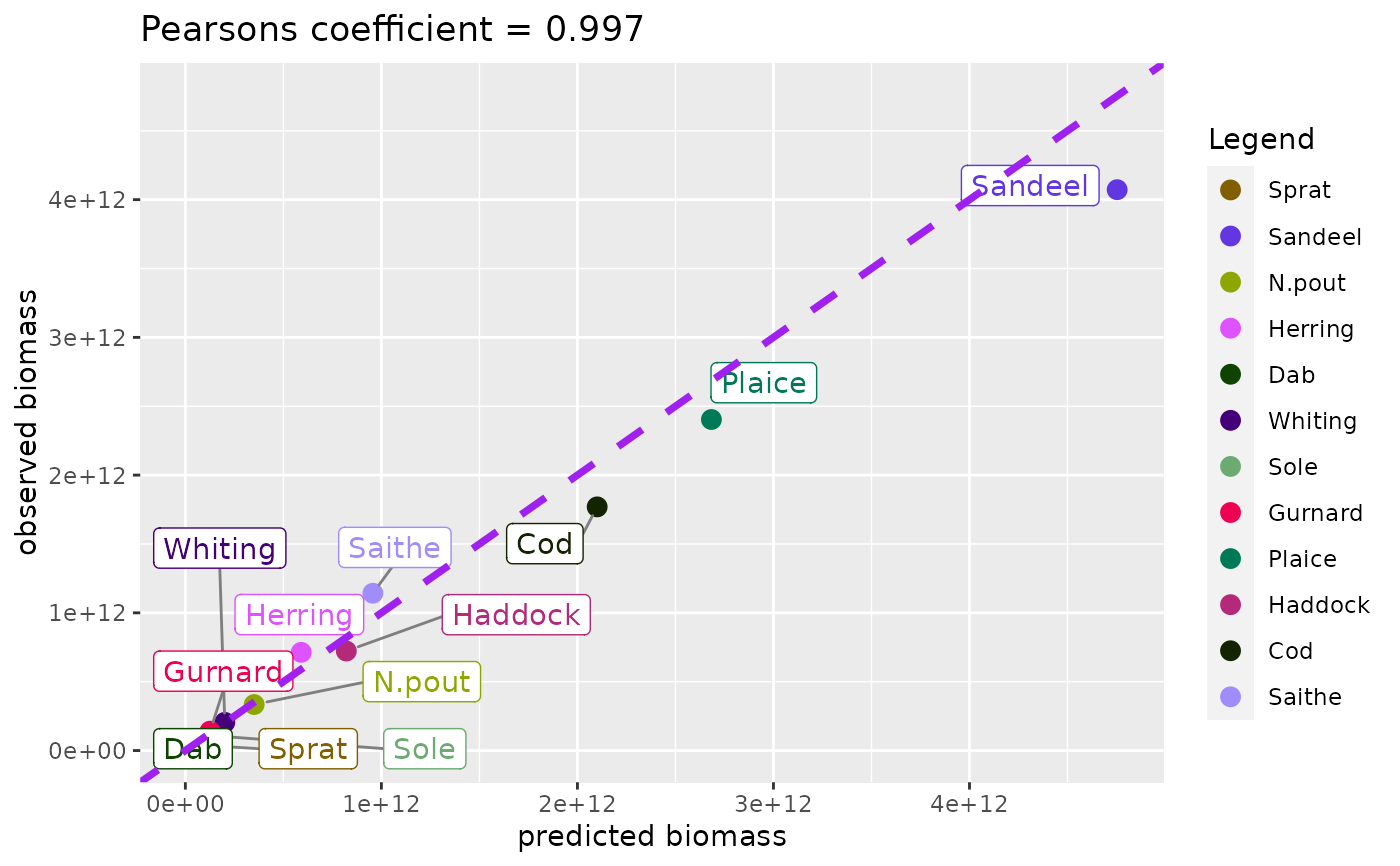 Pearsons coefficient = 0.997
observed biomass
4e+12
3e+12
2e+12
1e+12
0e+00
Sandeel
Plaice
Cod
Whiting
Saithe
Herring
Haddock
Gurnard
N.pout
Dab
Sprat
Sole
0e+00
1e+12
2e+12
3e+12
4e+12
predicted biomass
Legend
Sprat
Sandeel
N.pout
Herring
Dab
Whiting
Sole
Gurnard
Plaice
Haddock
Cod
Saithe